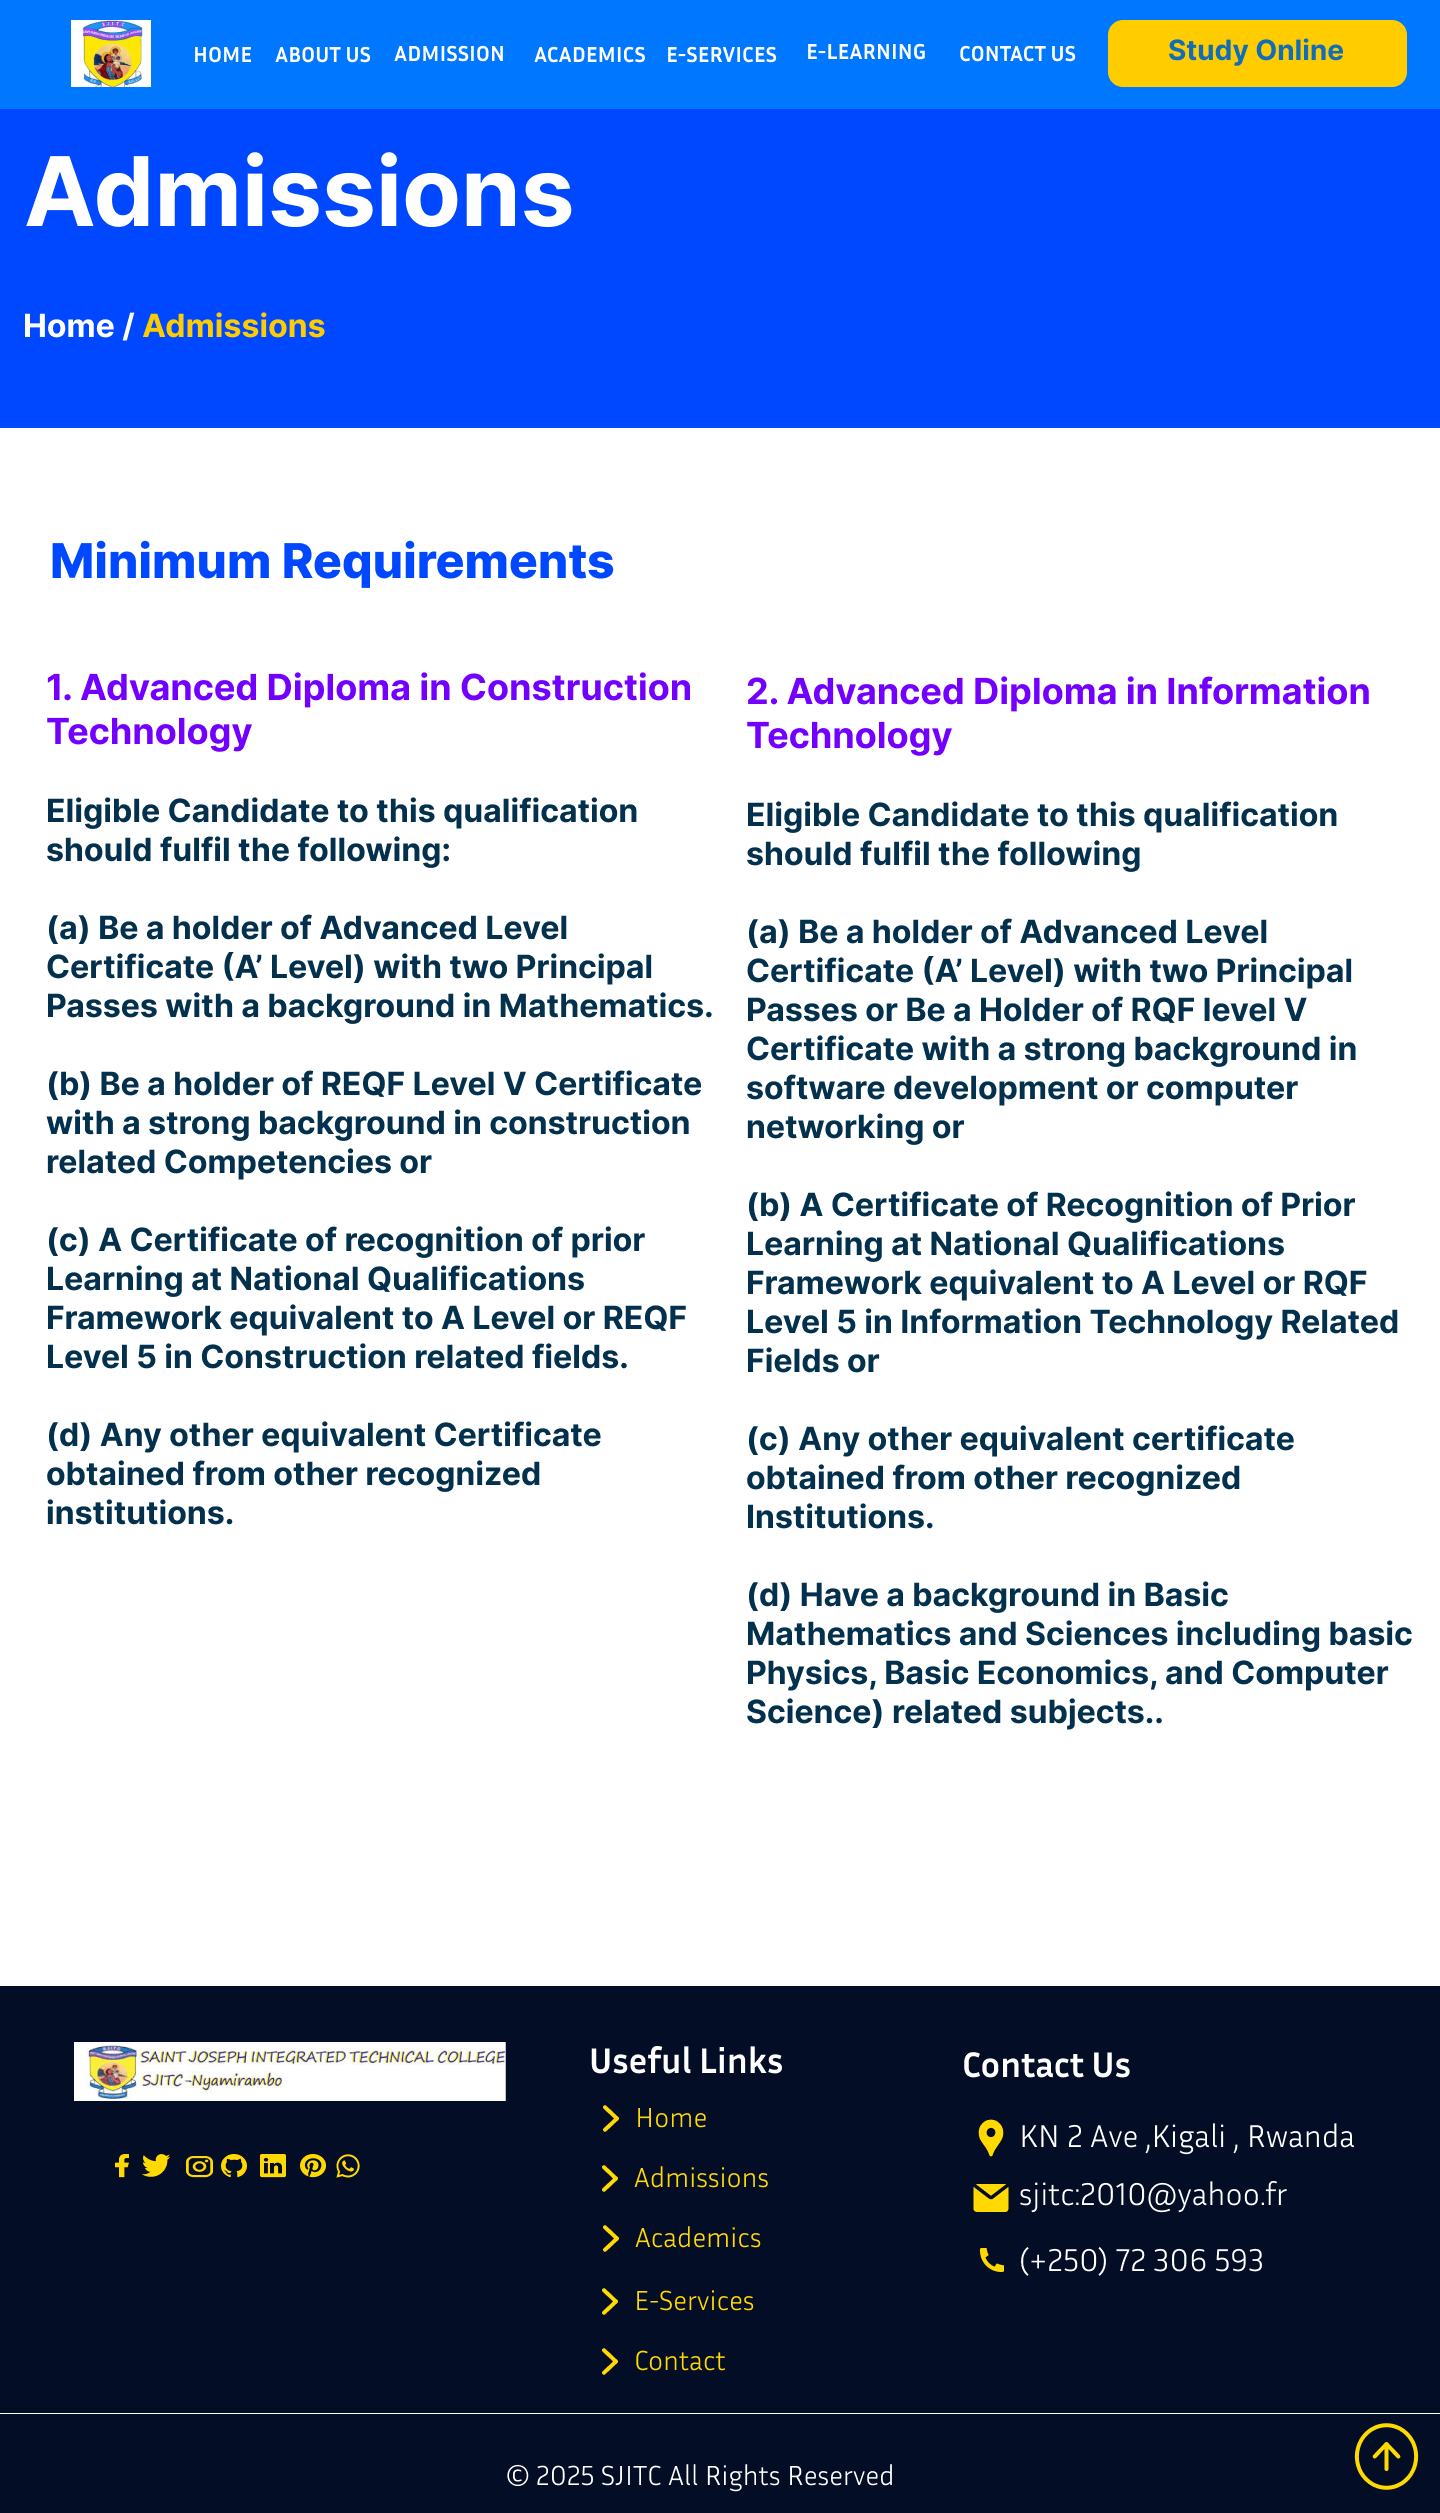 HOME
ABOUT US
ADMISSION
ACADEMICS
E-SERVICES
E-LEARNING
CONTACT US
Study Online
Admissions
Home / Admissions
Minimum Requirements
1. Advanced Diploma in Construction
Technology
Eligible Candidate to this qualification
should fulfil the following:
(a) Be a holder of Advanced Level
Certificate (A’ Level) with two Principal
Passes with a background in Mathematics.
(b) Be a holder of REQF Level V Certificate
with a strong background in construction
related Competencies or
(c) A Certificate of recognition of prior
Learning at National Qualifications
Framework equivalent to A Level or REQF
Level 5 in Construction related fields.
(d) Any other equivalent Certificate
obtained from other recognized
institutions.
2. Advanced Diploma in Information
Technology
Eligible Candidate to this qualification
should fulfil the following
(a) Be a holder of Advanced Level
Certificate (A’ Level) with two Principal
Passes or Be a Holder of RQF level V
Certificate with a strong background in
software development or computer
networking or
(b) A Certificate of Recognition of Prior
Learning at National Qualifications
Framework equivalent to A Level or RQF
Level 5 in Information Technology Related
Fields or
(c) Any other equivalent certificate
obtained from other recognized
Institutions.
(d) Have a background in Basic
Mathematics and Sciences including basic
Physics, Basic Economics, and Computer
Science) related subjects..
SAINT JOSEPH INTEGRATED TECHNICAL COLLEGE
SJITC-Nyamirambo
Useful Links
Home
Admissions
Academics
E-Services
Contact
Contact Us
KN 2 Ave ,Kigali , Rwanda
sjitc:2010@yahoo.fr
(+250) 72 306 593
© 2025 SJITC All Rights Reserved